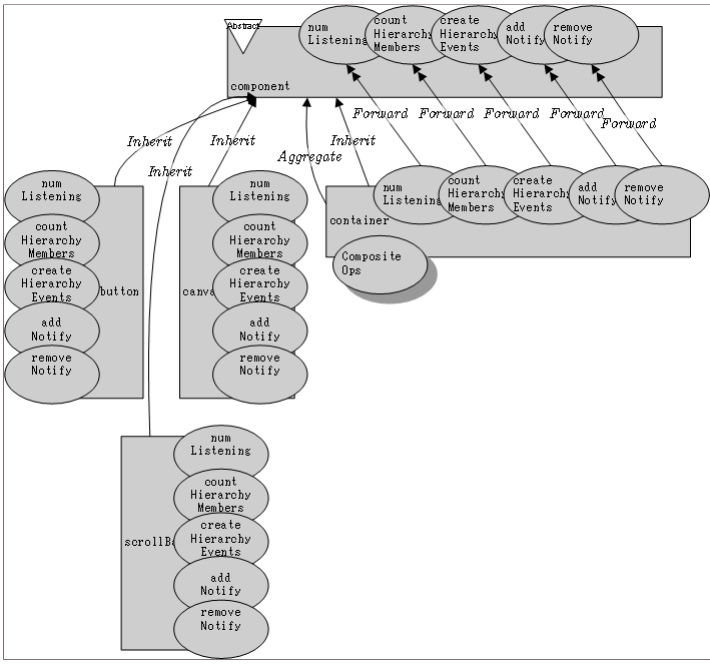 Abstract
num
Listening
count
Hierarchy
Members
create
Hierarchy
Events
add
Notify
remove
Notify
component
Forward
Forward
Forward
Forward
Forward
Inherit
Inherit
Inherit
Aggregate
Inherit
num
Listening
count
Hierarchy
Members
create
Hierarchy
Events
add
Notify
remove
Notify
button
num
Listening
count
Hierarchy
Members
create
Hierarchy
Events
add
Notify
remove
Notify
canva
num
Listening
count
Hierarchy
Members
create
Hierarchy
Events
add
Notify
remove
Notify
container
Composite
Ops
num
Listening
count
Hierarchy
Members
create
Hierarchy
Events
add
Notify
remove
Notify
scrollBa